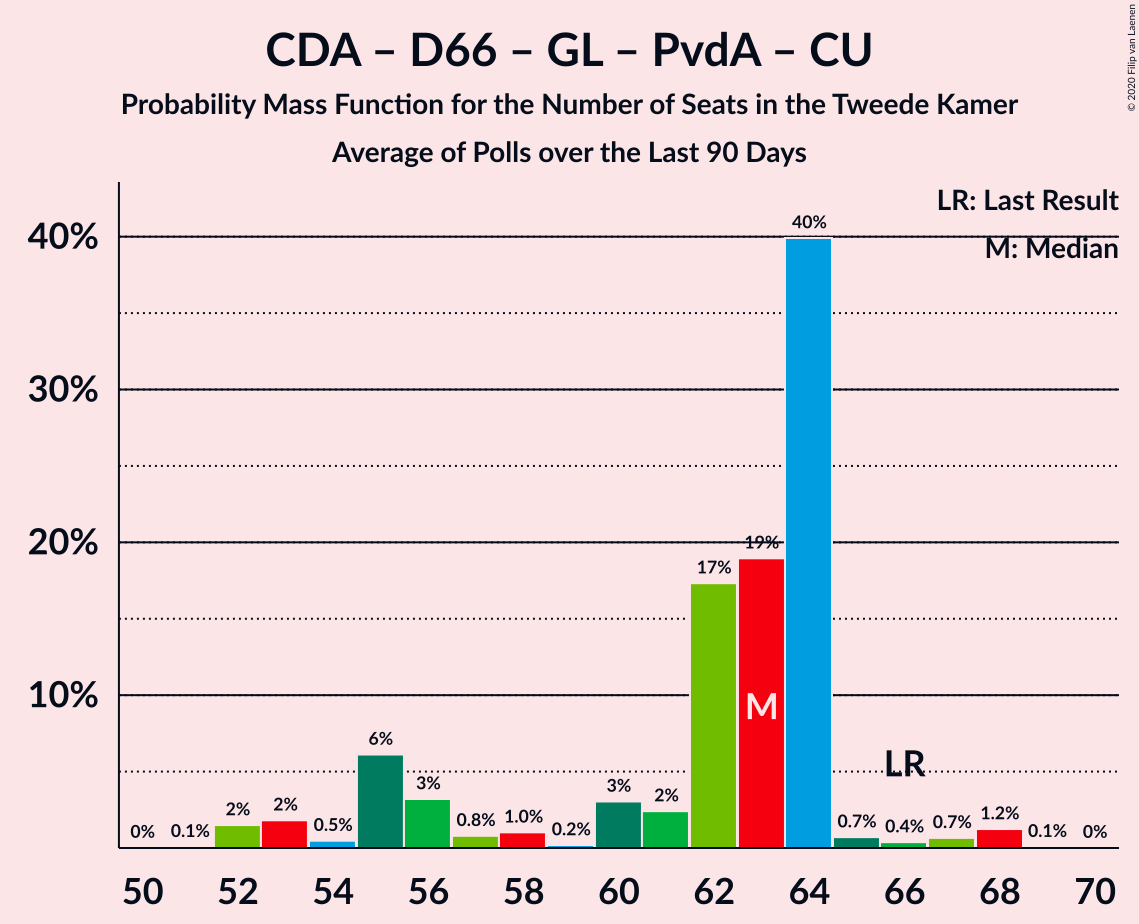 CDA – D66 – GL – PvdA – CU
Probability Mass Function for the Number of Seats in the Tweede Kamer
Average of Polls over the Last 90 Days
© 2020 Filip van Laenen
LR: Last Result
M: Median
40%
30%
20%
10%
0%
0.1%
2%
2%
0.5%
6%
3%
0.8%
1.0%
0.2%
3%
2%
17%
19%
40%
0.7%
0.4%
0.7%
1.2%
0.1%
0%
M
LR
50 52 54 56 58 60 62 64 66 68 70